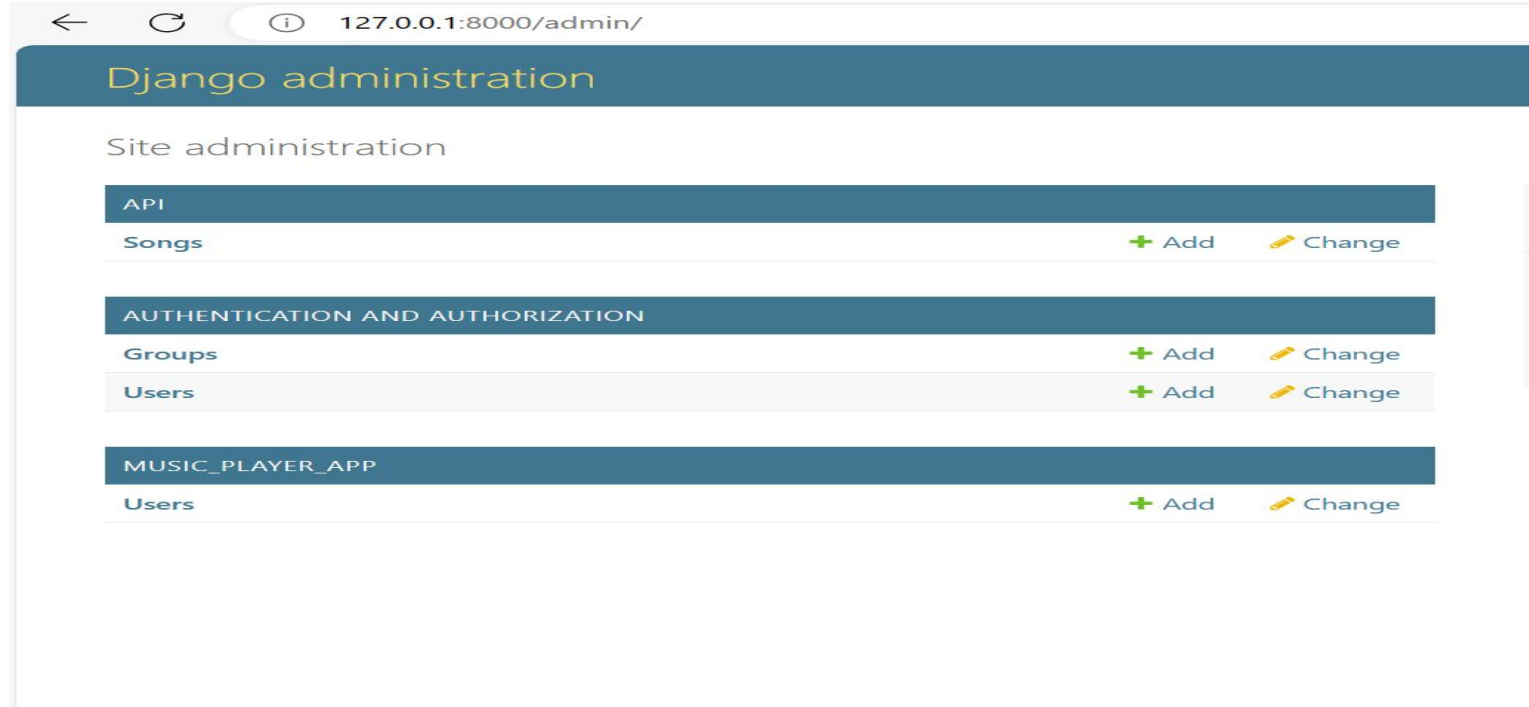 127.0.0.1:8000/admin/
Django administration
Site administration
API
Songs Add Change
AUTHENTICATION AND AUTHORIZATION
Groups Add Change
Users Add Change
MUSIC_PLAYER_APP
Users Add Change